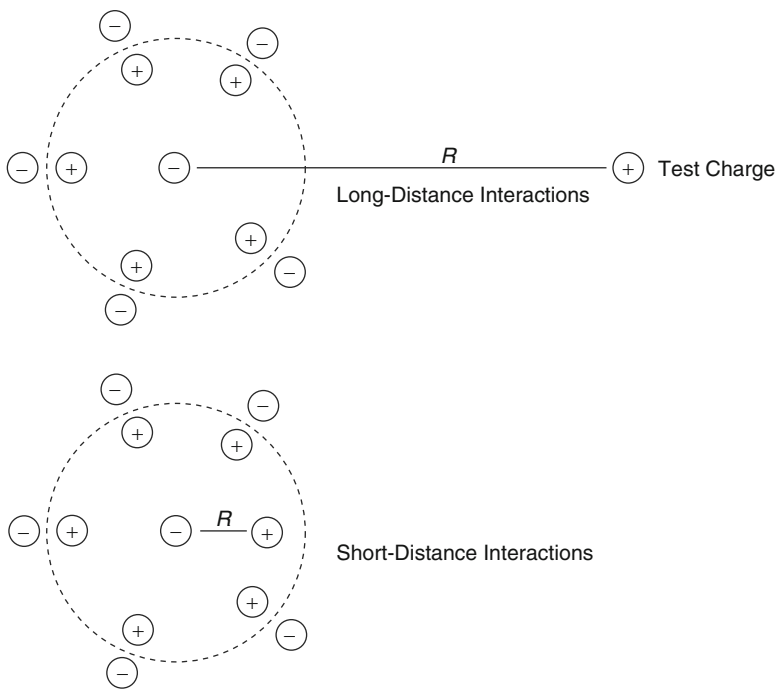 R
Test Charge
Long-Distance Interactions
R
Short-Distance Interactions